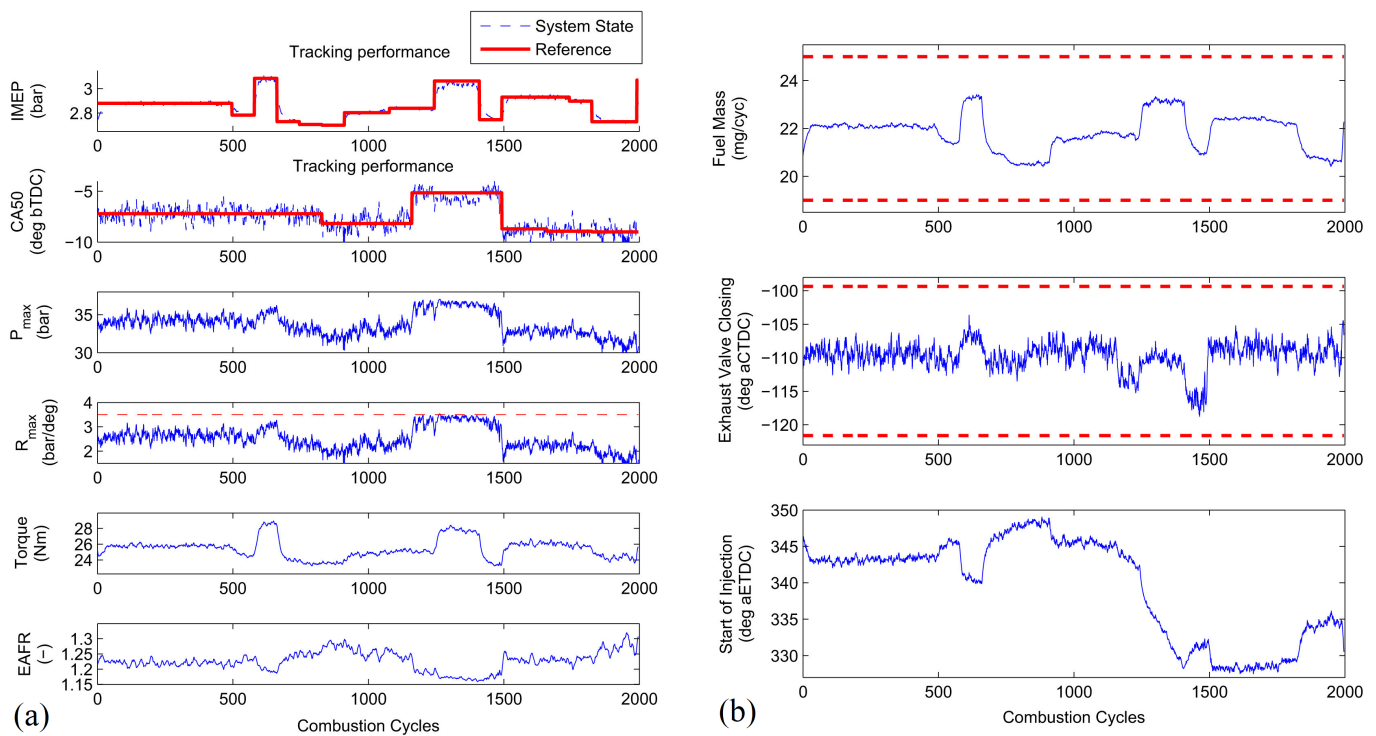 System State
Reference
Tracking performance
IMEP
(bar)
3
2.8
0 500 1000 1500 2000
Tracking performance
CA50
(deg bTDC)
−5
−10
0 500 1000 1500 2000
Pmax
(bar)
35
30
0 500 1000 1500 2000
Rmax
(bar/deg)
4
3
2
0 500 1000 1500 2000
Torque
(Nm)
28
26
24
0 500 1000 1500 2000
EAFR
(−)
1.3
1.25
1.2
1.15
0 500 1000 1500 2000
Combustion Cycles
(a)
Fuel Mass
(mg/cyc)
24
22
20
0 500 1000 1500 2000
Exhaust Valve Closing
(deg aCTDC)
−100
−105
−110
−115
−120
0 500 1000 1500 2000
Start of Injection
(deg aETDC)
350
340
330
0 500 1000 1500 2000
Combustion Cycles
(b)